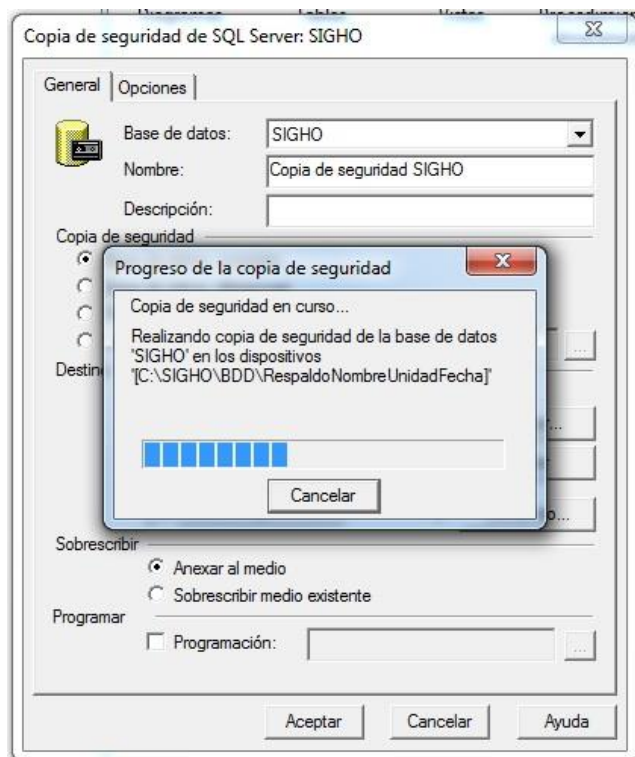 Copia de seguridad de SQL Server: SIGHO
General
Opciones
Base de datos: SIGHO
Nombre: Copia de seguridad SIGHO
Descripción:
Copia de seguridad
Progreso de la copia de seguridad
Copia de seguridad en curso...
Realizando copia de seguridad de la base de datos
'SIGHO' en los dispositivos
'[C:\SIGHO\BDD\RespaldoNombreUnidadFecha]'
...
Cancelar
Sobrescribir
Anexar al medio
Sobrescribir medio existente
Programar
Programación:
...
Aceptar
Cancelar
Ayuda